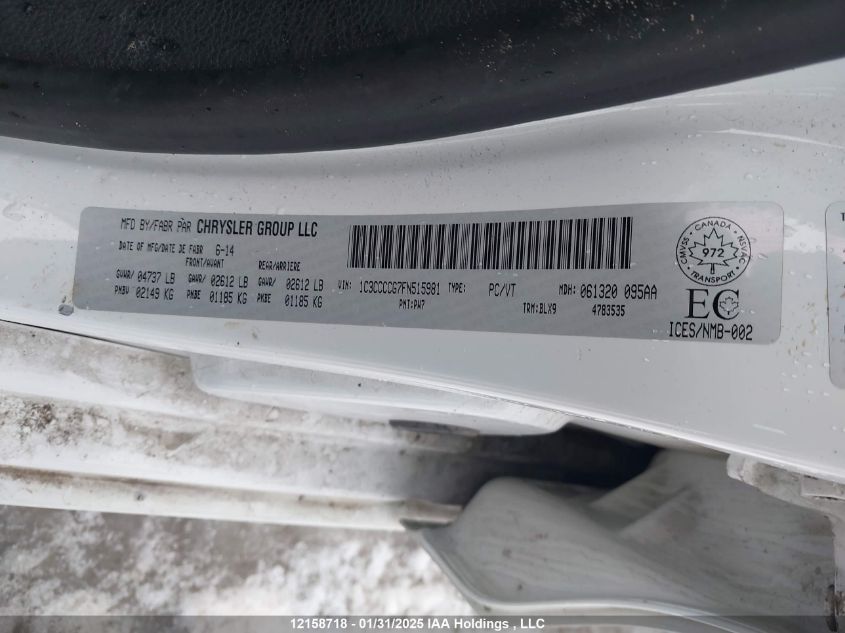 MFD BY/FABR PAR CHRYSLER GROUP LLC
DATE OF MFG/DATE DE FABR 6-14
FRONT/AVANT REAR/ARRIERE
GVWR/ 04737 LB GAWR/ 02612 LB GAWR/ 02612 LB
PNBV 02149 KG PNBE 01185 KG PNBE 01185 KG
VIN: 1C3CCCCG7FN515981 TYPE: PC/VT MDH: 061320 095AA
PNT:PW7 TRM:BLX9 4783535
CMVSS CANADA NSVAC
972
TRANSPORT
EC
ICES/NMB-002
12158718 - 01/31/2025 IAA Holdings , LLC